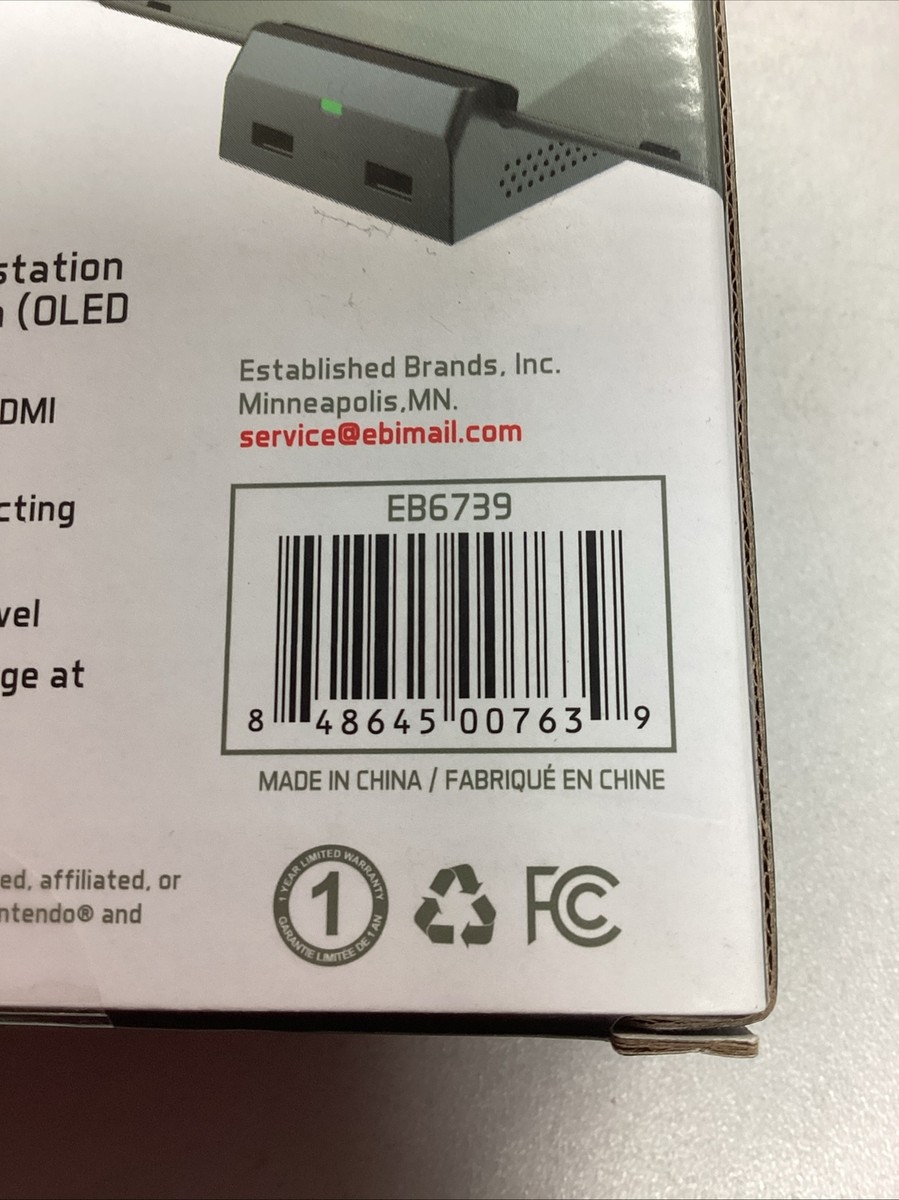 station
(OLED
Established Brands, Inc.
Minneapolis,MN.
DMI
service@ebimail.com
cting
EB6739
vel
ge at
8 48645 00763 9
MADE IN CHINA / FABRIQUÉ EN CHINE
1 YEAR LIMITED WARRANTY
1
GARANTIE LIMITÉE DE 1 AN
FC
ed, affiliated, or
ntendo® and